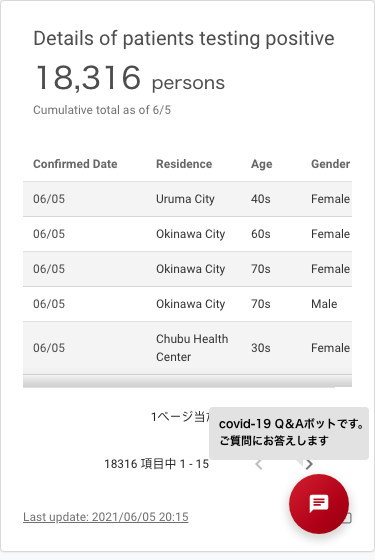 Details of patients testing positive
18,316 persons
Cumulative total as of 6/5
Confirmed Date Residence Age Gender
06/05 Uruma City 40s Female
06/05 Okinawa City 60s Female
06/05 Okinawa City 70s Female
06/05 Okinawa City 70s Male
06/05 Chubu Health Center 30s Female
1ページ当
covid-19 Q&Aボットです。
ご質問にお答えします
18316 項目中 1 - 15
Last update: 2021/06/05 20:15